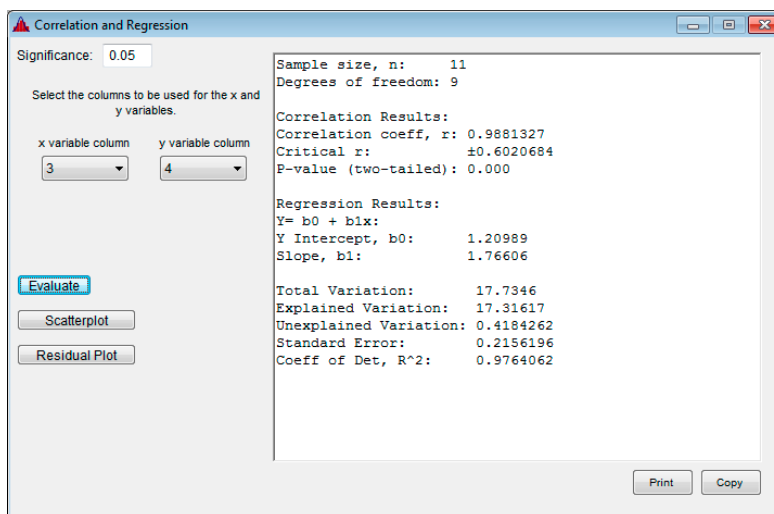 Correlation and Regression
Significance: 0.05
Select the columns to be used for the x and
y variables.
x variable column y variable column
3 4
Evaluate
Scatterplot
Residual Plot
Sample size, n: 11
Degrees of freedom: 9
Correlation Results:
Correlation coeff, r: 0.9881327
Critical r: ±0.6020684
P-value (two-tailed): 0.000
Regression Results:
Y= b0 + b1x:
Y Intercept, b0: 1.20989
Slope, b1: 1.76606
Total Variation: 17.7346
Explained Variation: 17.31617
Unexplained Variation: 0.4184262
Standard Error: 0.2156196
Coeff of Det, R^2: 0.9764062
Print Copy